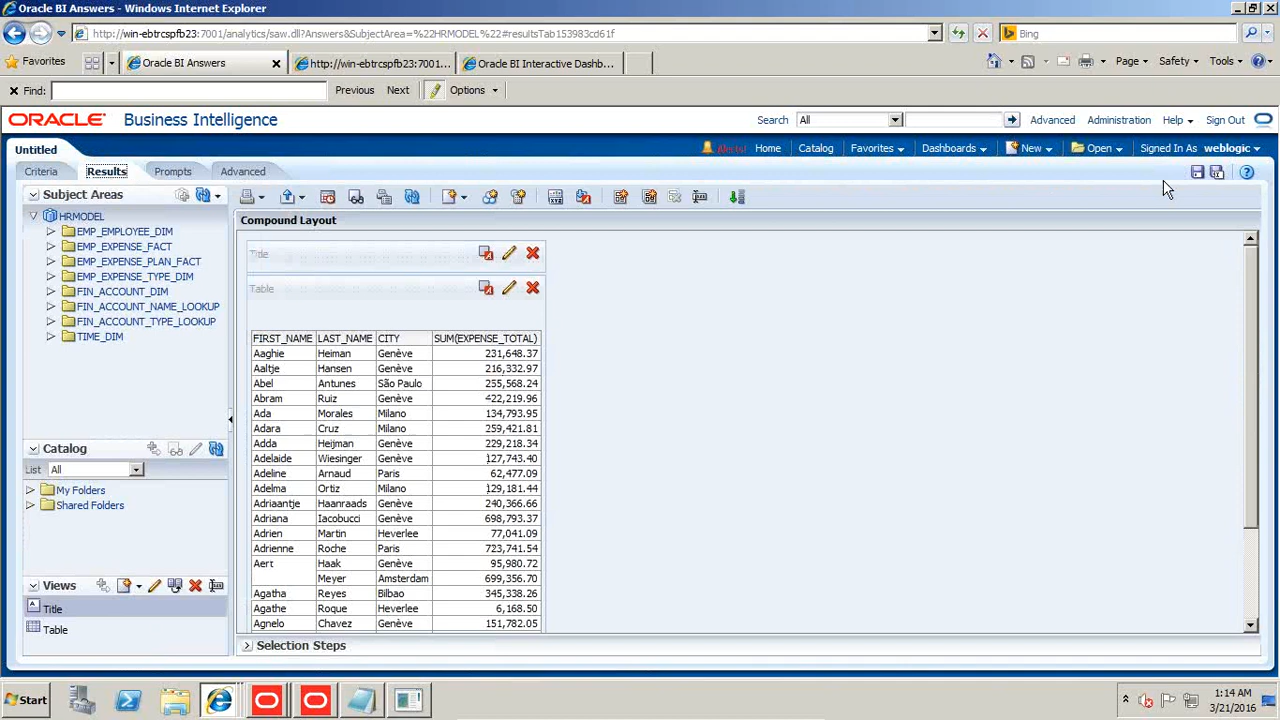 Oracle BI Answers - Windows Internet Explorer
http://win-ebtrcspfb23:7001/analytics/saw.dll?Answers&SubjectArea=%22HRMODEL%22#resultsTab153983cd61f
Bing
Favorites
Oracle BI Answers
http://win-ebtrcspfb23:7001...
Oracle BI Interactive Dashb...
Page
Safety
Tools
Find:
Previous
Next
Options
ORACLE Business Intelligence
Search
All
Advanced
Administration
Help
Sign Out
Untitled
Alerts!
Home
Catalog
Favorites
Dashboards
New
Open
Signed In As weblogic
Criteria
Results
Prompts
Advanced
Subject Areas
HRMODEL
EMP_EMPLOYEE_DIM
EMP_EXPENSE_FACT
EMP_EXPENSE_PLAN_FACT
EMP_EXPENSE_TYPE_DIM
FIN_ACCOUNT_DIM
FIN_ACCOUNT_NAME_LOOKUP
FIN_ACCOUNT_TYPE_LOOKUP
TIME_DIM
Catalog
List All
My Folders
Shared Folders
Views
Title
Table
Compound Layout
Title
Table
FIRST_NAME LAST_NAME CITY SUM(EXPENSE_TOTAL)
Aaghie Heiman Genève 231,648.37
Aaltje Hansen Genève 216,332.97
Abel Antunes São Paulo 255,568.24
Abram Ruiz Genève 422,219.96
Ada Morales Milano 134,793.95
Adara Cruz Milano 259,421.81
Adda Heijman Genève 229,218.34
Adelaide Wiesinger Genève 127,743.40
Adeline Arnaud Paris 62,477.09
Adelma Ortiz Milano 129,181.44
Adriaantje Haanraads Genève 240,366.66
Adriana Iacobucci Genève 698,793.37
Adrien Martin Heverlee 77,041.09
Adrienne Roche Paris 723,741.54
Aert Haak Genève 95,980.72
Meyer Amsterdam 699,356.70
Agatha Reyes Bilbao 345,338.26
Agathe Roque Heverlee 6,168.50
Agnelo Chavez Genève 151,782.05
Selection Steps
Start
1:14 AM
3/21/2016